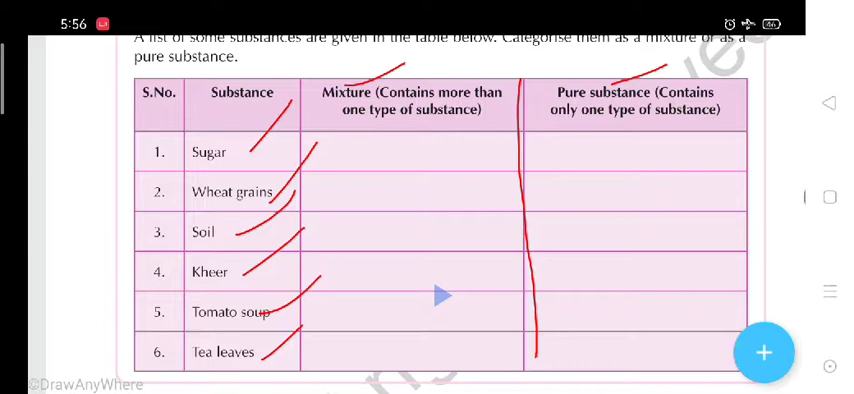 5:56
A list of some substances are given in the table below. Categorise them as a mixture or as a
pure substance.
S.No. Substance Mixture (Contains more than one type of substance) Pure substance (Contains only one type of substance)
1. Sugar
2. Wheat grains
3. Soil
4. Kheer
5. Tomato soup
6. Tea leaves
©DrawAnyWhere